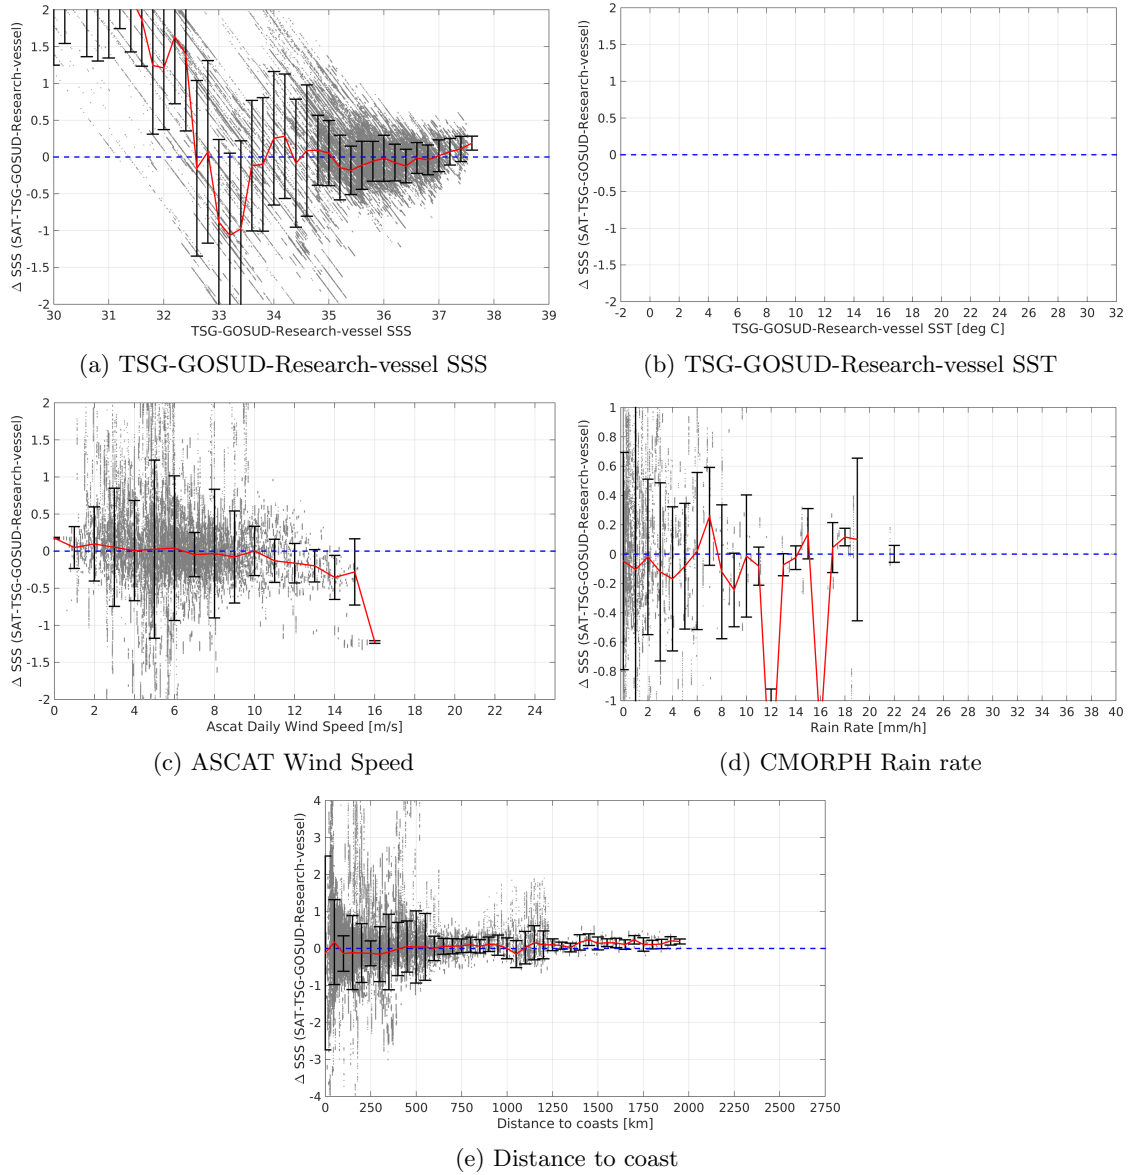 2
1.5
1
0.5
0
-0.5
-1
-1.5
-2
Δ SSS (SAT-TSG-GOSUD-Research-vessel)
30 31 32 33 34 35 36 37 38 39
TSG-GOSUD-Research-vessel SSS
(a) TSG-GOSUD-Research-vessel SSS
2
1.5
1
0.5
0
-0.5
-1
-1.5
-2
Δ SSS (SAT-TSG-GOSUD-Research-vessel)
-2 0 2 4 6 8 10 12 14 16 18 20 22 24 26 28 30 32
TSG-GOSUD-Research-vessel SST [deg C]
(b) TSG-GOSUD-Research-vessel SST
2
1.5
1
0.5
0
-0.5
-1
-1.5
-2
Δ SSS (SAT-TSG-GOSUD-Research-vessel)
0 2 4 6 8 10 12 14 16 18 20 22 24
Ascat Daily Wind Speed [m/s]
(c) ASCAT Wind Speed
1
0.8
0.6
0.4
0.2
0
-0.2
-0.4
-0.6
-0.8
-1
Δ SSS (SAT-TSG-GOSUD-Research-vessel)
0 2 4 6 8 10 12 14 16 18 20 22 24 26 28 30 32 34 36 38 40
Rain Rate [mm/h]
(d) CMORPH Rain rate
4
3
2
1
0
-1
-2
-3
-4
Δ SSS (SAT-TSG-GOSUD-Research-vessel)
0 250 500 750 1000 1250 1500 1750 2000 2250 2500 2750
Distance to coasts [km]
(e) Distance to coast